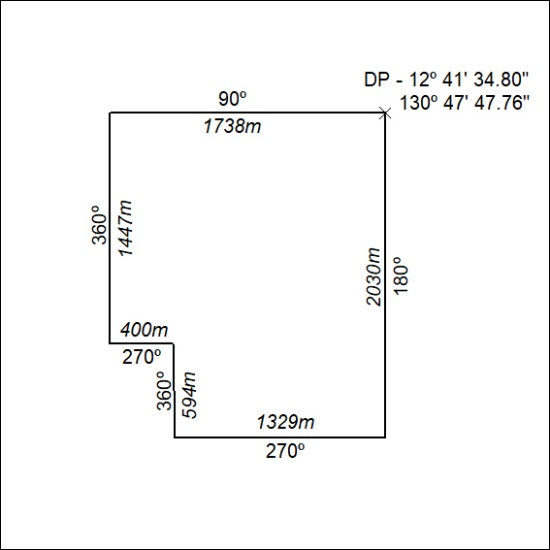 DP - 12º 41' 34.80"
130º 47' 47.76"
90º
1738m
360º
1447m
2030m
180º
400m
270º
360º
594m
1329m
270º